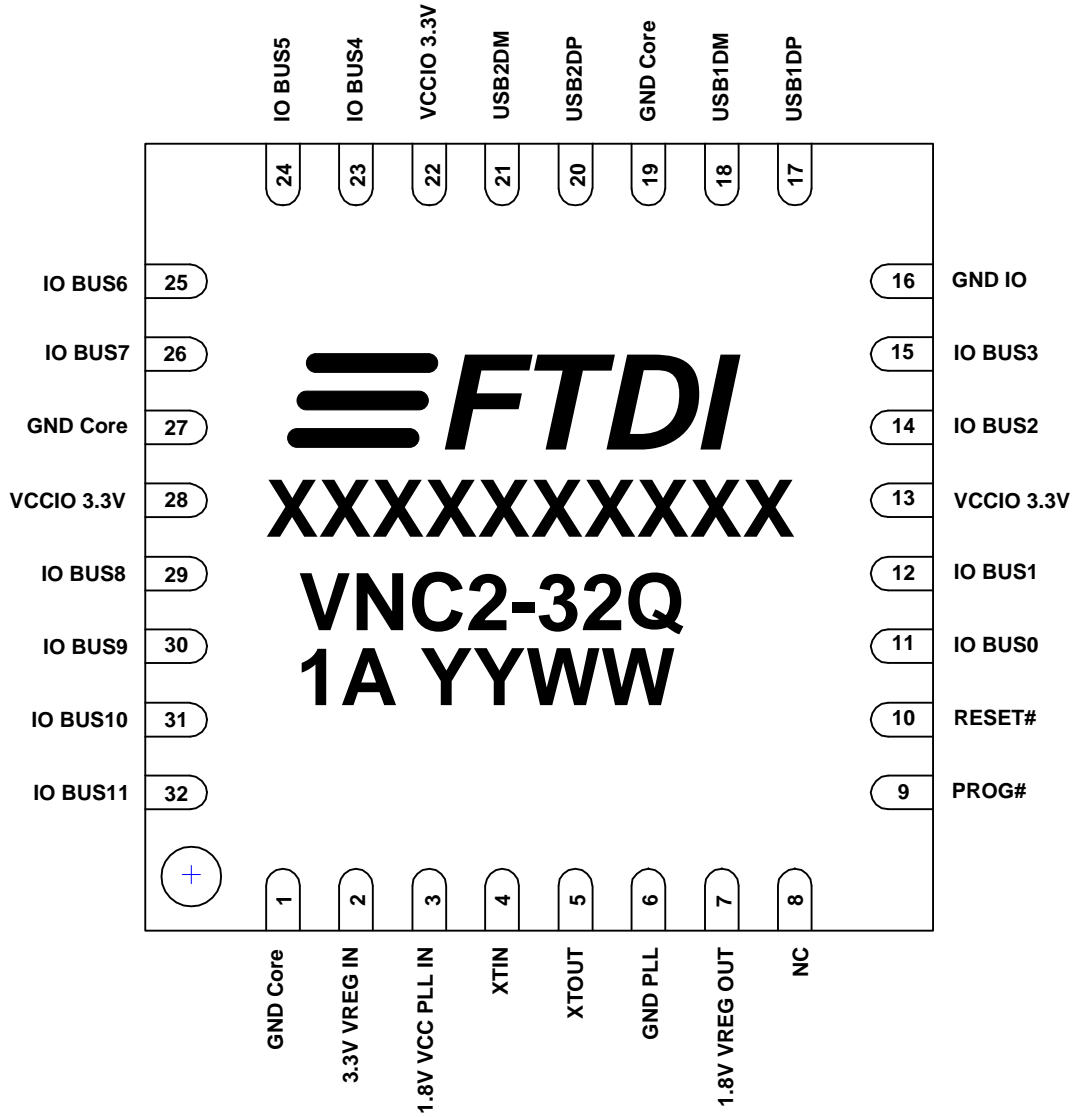 IO BUS5
IO BUS4
VCCIO 3.3V
USB2DM
USB2DP
GND Core
USB1DM
USB1DP
24
23
22
21
20
19
18
17
IO BUS6 25
IO BUS7 26
GND Core 27
VCCIO 3.3V 28
IO BUS8 29
IO BUS9 30
IO BUS10 31
IO BUS11 32
FTDI
XXXXXXXXXX
VNC2-32Q
1A YYWW
16 GND IO
15 IO BUS3
14 IO BUS2
13 VCCIO 3.3V
12 IO BUS1
11 IO BUS0
10 RESET#
9 PROG#
1
2
3
4
5
6
7
8
GND Core
3.3V VREG IN
1.8V VCC PLL IN
XTIN
XTOUT
GND PLL
1.8V VREG OUT
NC